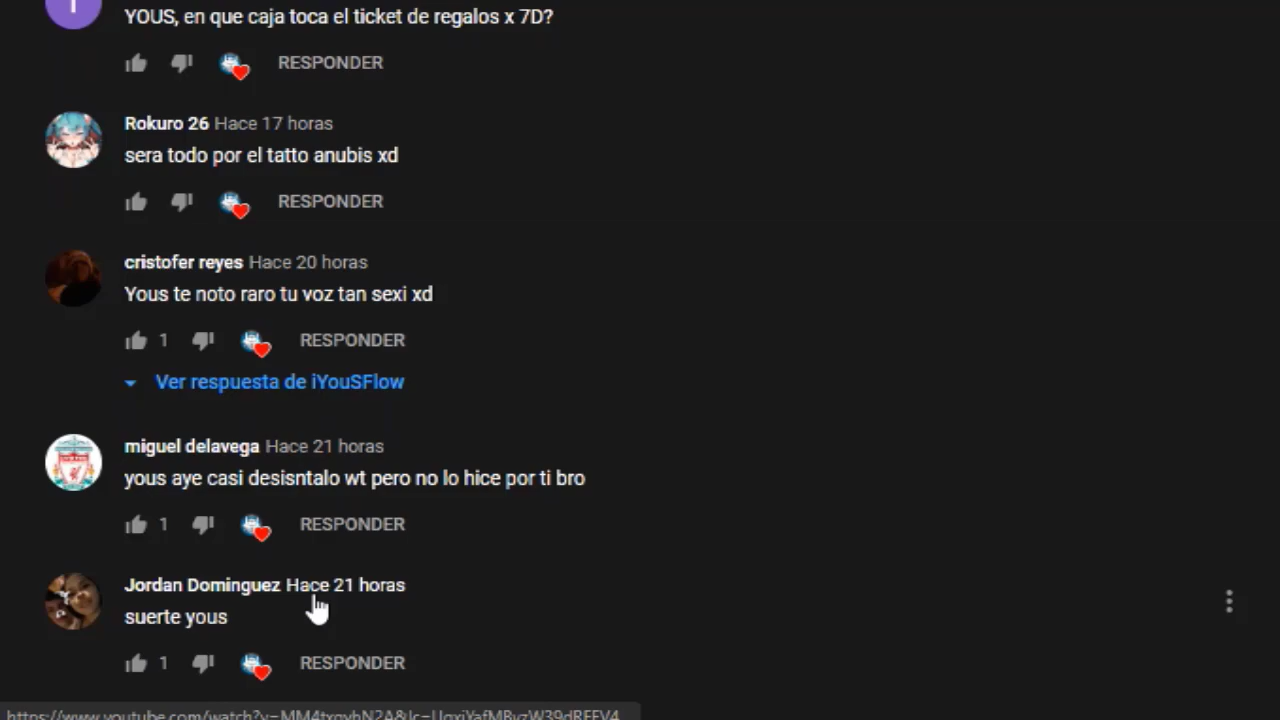 YOUS, en que caja toca el ticket de regalos x 7D?
RESPONDER
Rokuro 26 Hace 17 horas
sera todo por el tatto anubis xd
RESPONDER
cristofer reyes Hace 20 horas
Yous te noto raro tu voz tan sexi xd
1 RESPONDER
Ver respuesta de iYouSFlow
miguel delavega Hace 21 horas
yous aye casi desisntalo wt pero no lo hice por ti bro
1 RESPONDER
Jordan Dominguez Hace 21 horas
suerte yous
1 RESPONDER